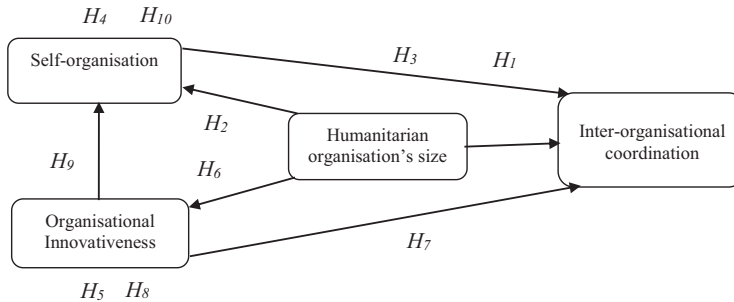 H4 H10
Self-organisation
H3 H1
H2
Humanitarian
organisation's size
Inter-organisational
coordination
H9
H6
Organisational
Innovativeness
H7
H5 H8